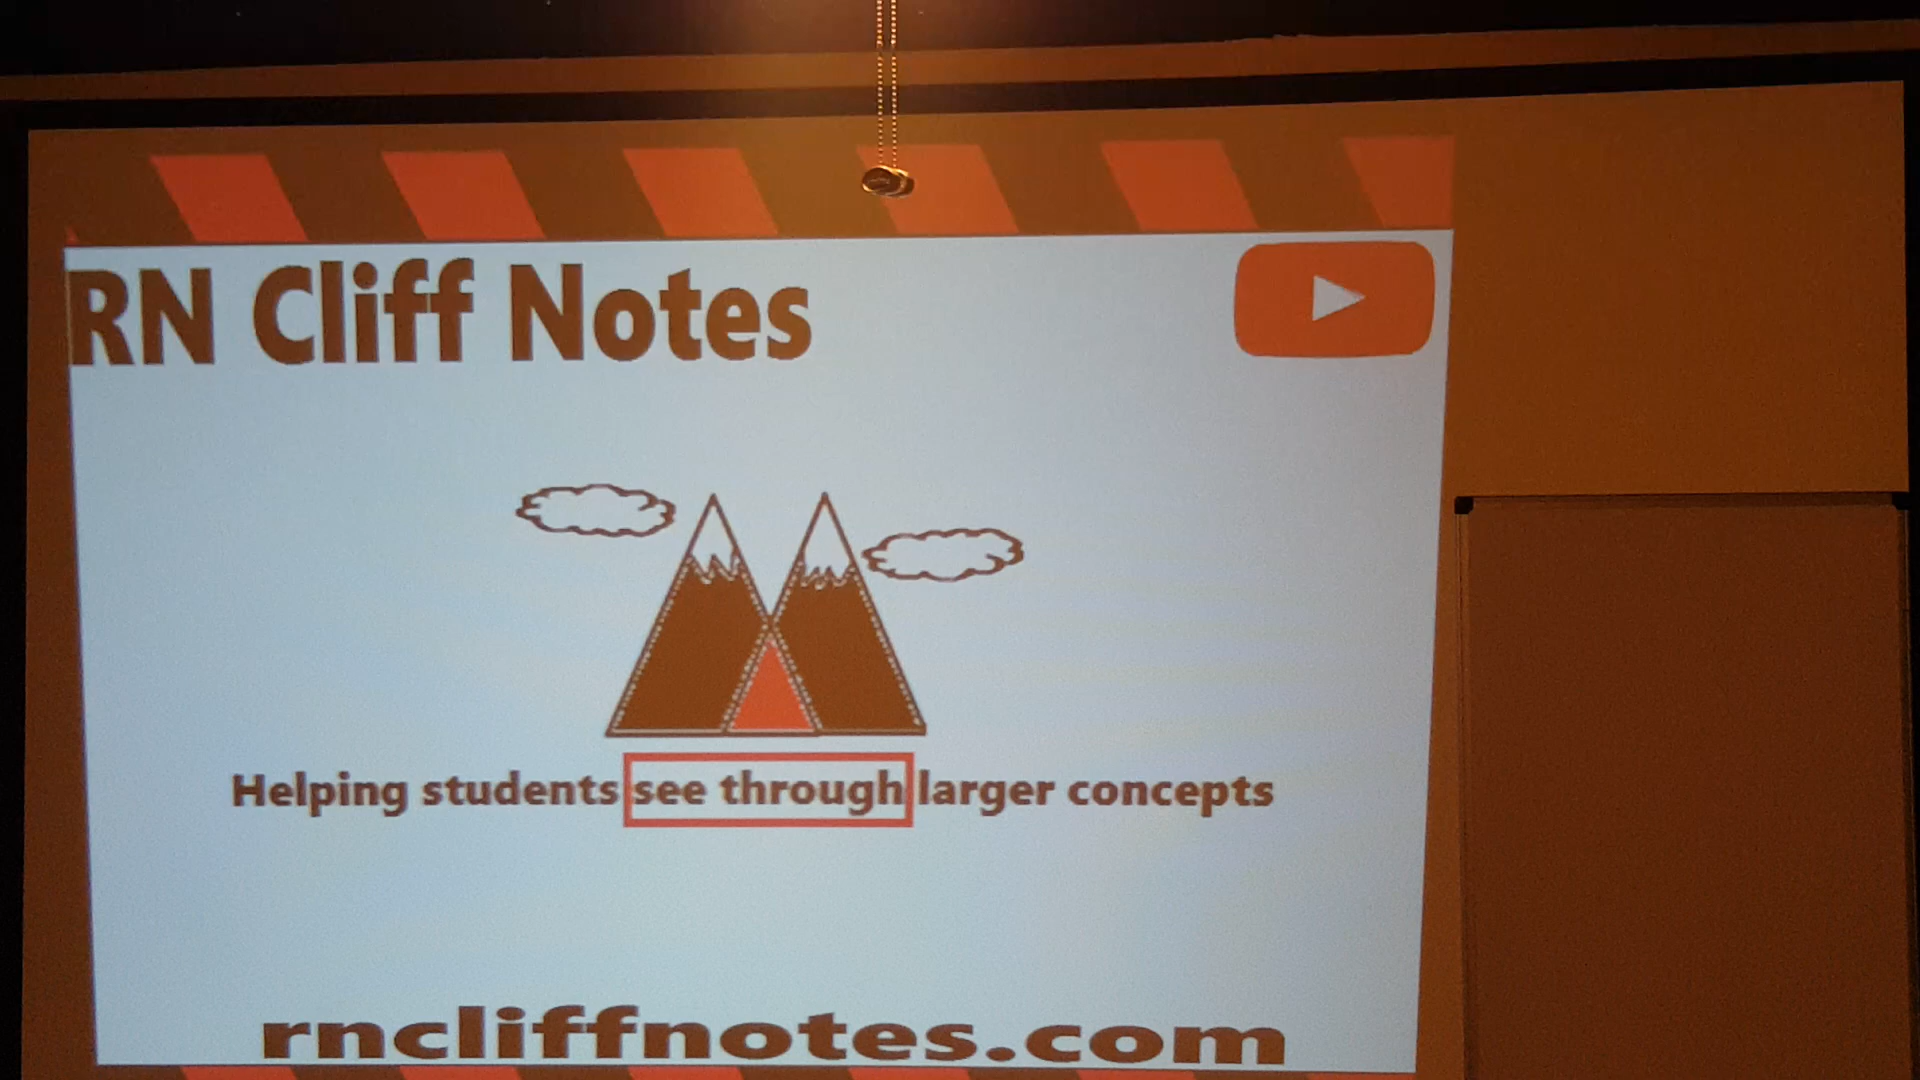 RN Cliff Notes
Helping students see through larger concepts
rncliffnotes.com